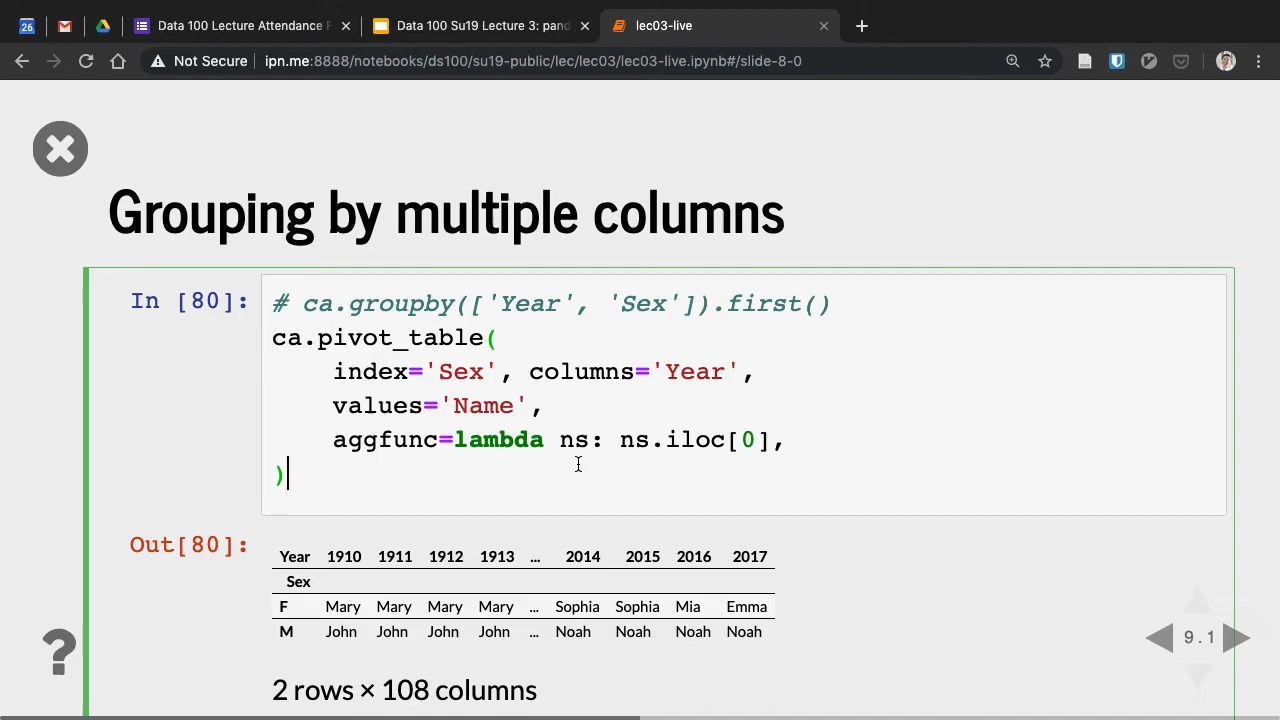 26
Data 100 Lecture Attendance F
Data 100 Su19 Lecture 3: pand
lec03-live
Not Secure
ipn.me:8888/notebooks/ds100/su19-public/lec/lec03/lec03-live.ipynb#/slide-8-0
Grouping by multiple columns
In [80]:
# ca.groupby(['Year', 'Sex']).first()
ca.pivot_table(
index='Sex', columns='Year',
values='Name',
aggfunc=lambda ns: ns.iloc[0],
)
Out[80]:
Year 1910 1911 1912 1913 ... 2014 2015 2016 2017
Sex
F Mary Mary Mary Mary ... Sophia Sophia Mia Emma
M John John John John ... Noah Noah Noah Noah
?
9.1
2 rows × 108 columns